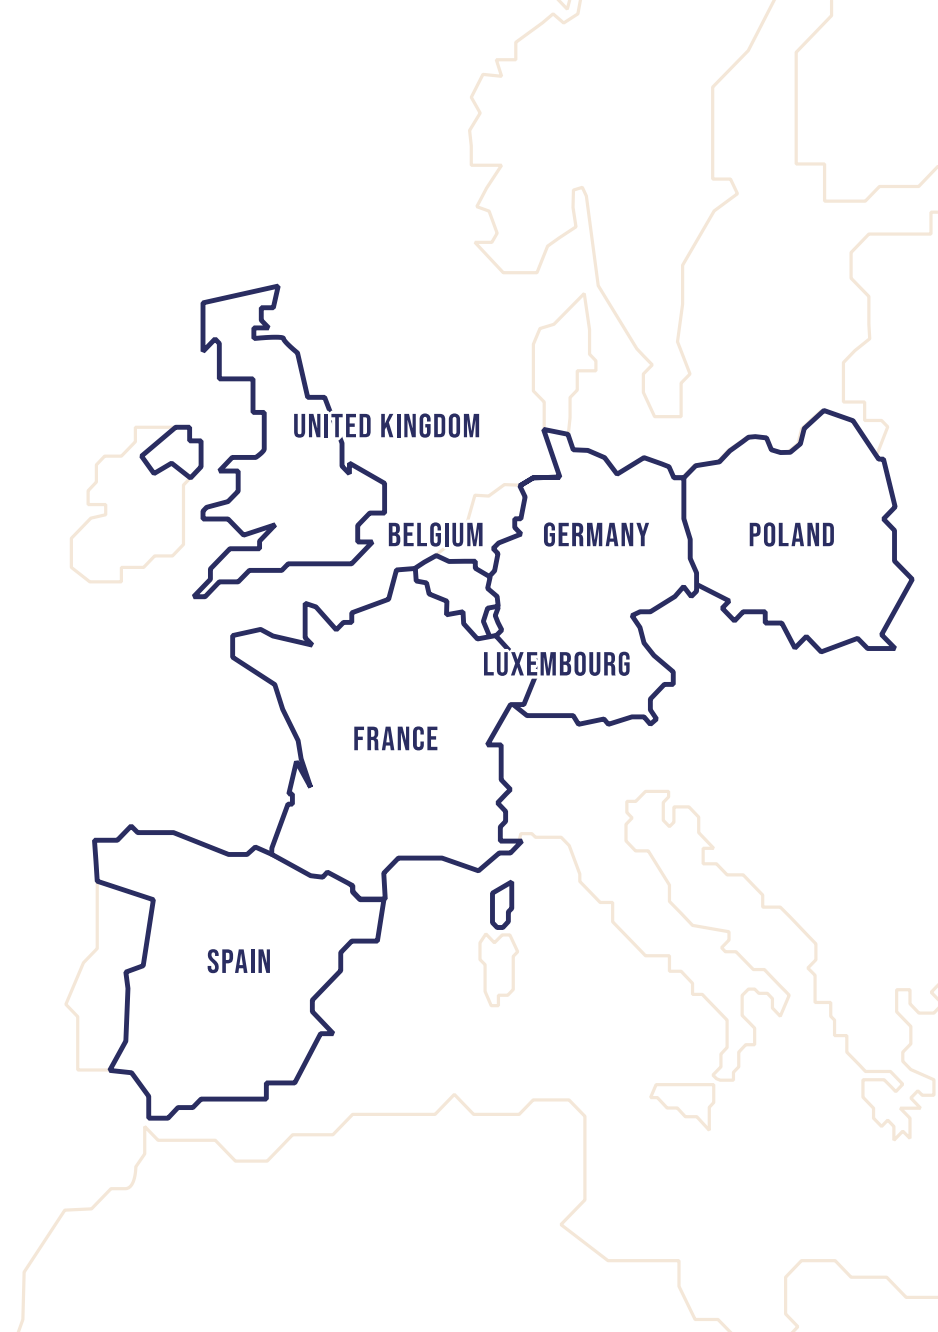 UNITED KINGDOM
BELGIUM
GERMANY
POLAND
LUXEMBOURG
FRANCE
SPAIN